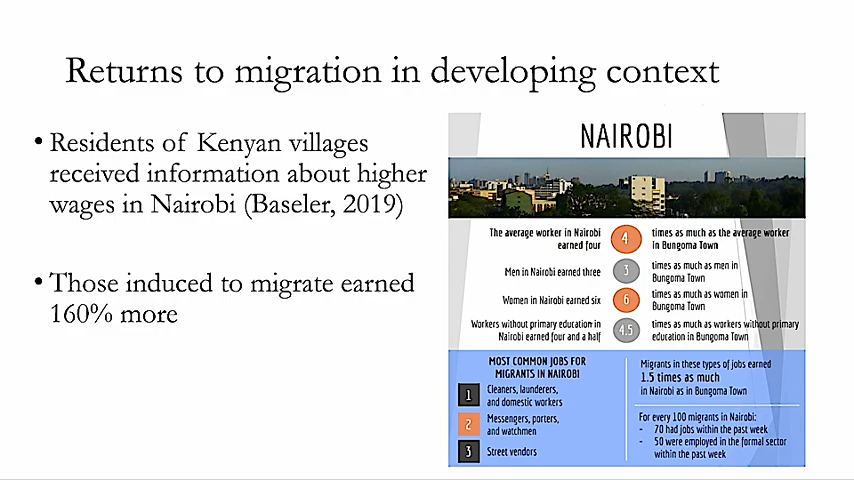 Returns to migration in developing context
• Residents of Kenyan villages
received information about higher
wages in Nairobi (Baseler, 2019)
• Those induced to migrate earned
160% more
NAIROBI
The average worker in Nairobi
earned four
4
times as much as the average worker
in Bungoma Town
Men in Nairobi earned three
3
times as much as men in
Bungoma Town
Women in Nairobi earned six
6
times as much as women in
Bungoma Town
Workers without primary education in
Nairobi earned four and a half
4.5
times as much as workers without primary
education in Bungoma Town
MOST COMMON JOBS FOR
MIGRANTS IN NAIROBI
1
Cleaners, launderers,
and domestic workers
2
Messengers, porters,
and watchmen
3
Street vendors
Migrants in these types of jobs earned
1.5 times as much
in Nairobi as in Bungoma Town
For every 100 migrants in Nairobi:
- 70 had jobs within the past week
- 50 were employed in the formal sector
within the past week